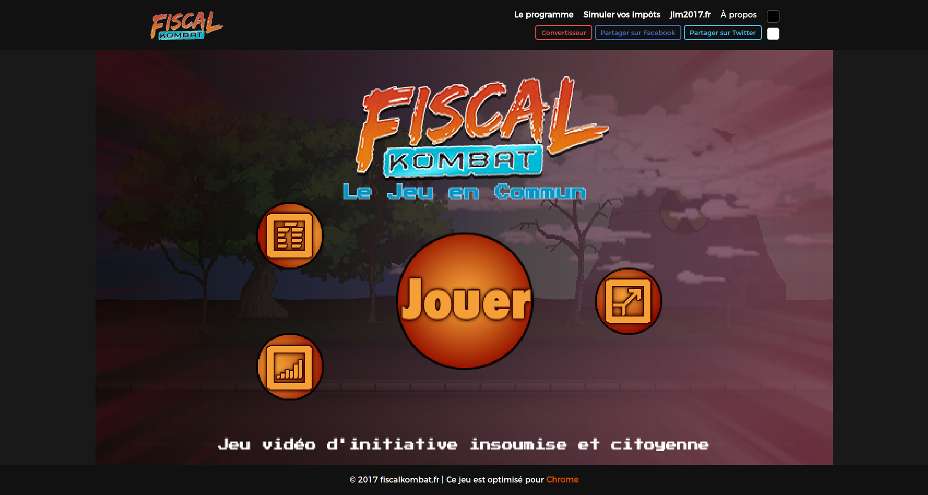 FISCAL
KOMBAT
Le programme Simuler vos impôts Jlm2017.fr À propos
Convertisseur Partager sur Facebook Partager sur Twitter
FISCAL
KOMBAT
Le Jeu en Commun
Jouer
Jeu vidéo d'initiative insoumise et citoyenne
© 2017 fiscalkombat.fr | Ce jeu est optimisé pour Chrome